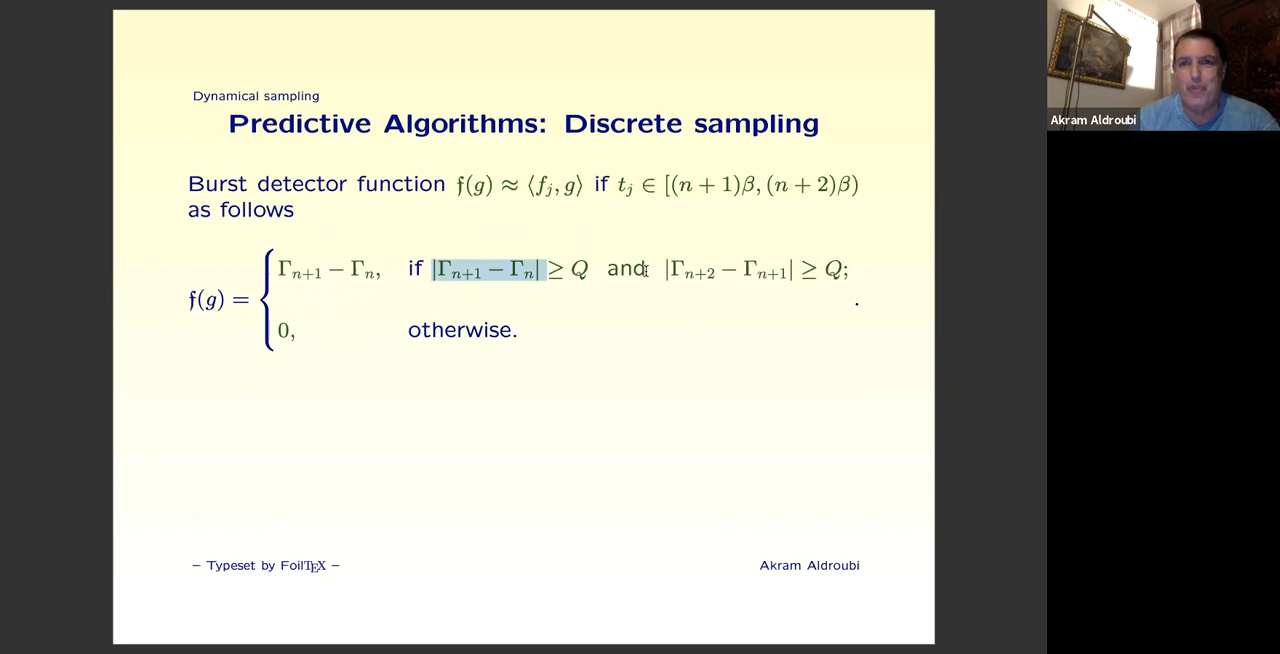 Dynamical sampling
Predictive Algorithms: Discrete sampling
Burst detector function 𝔣(g) ≈ ⟨f_j, g⟩ if t_j ∈ [(n + 1)β, (n + 2)β)
as follows
Γ_{n+1} − Γ_n, if |Γ_{n+1} − Γ_n| ≥ Q and |Γ_{n+2} − Γ_{n+1}| ≥ Q;
𝔣(g) = { .
0, otherwise.
– Typeset by FoilTEX –
Akram Aldroubi
Akram Aldroubi